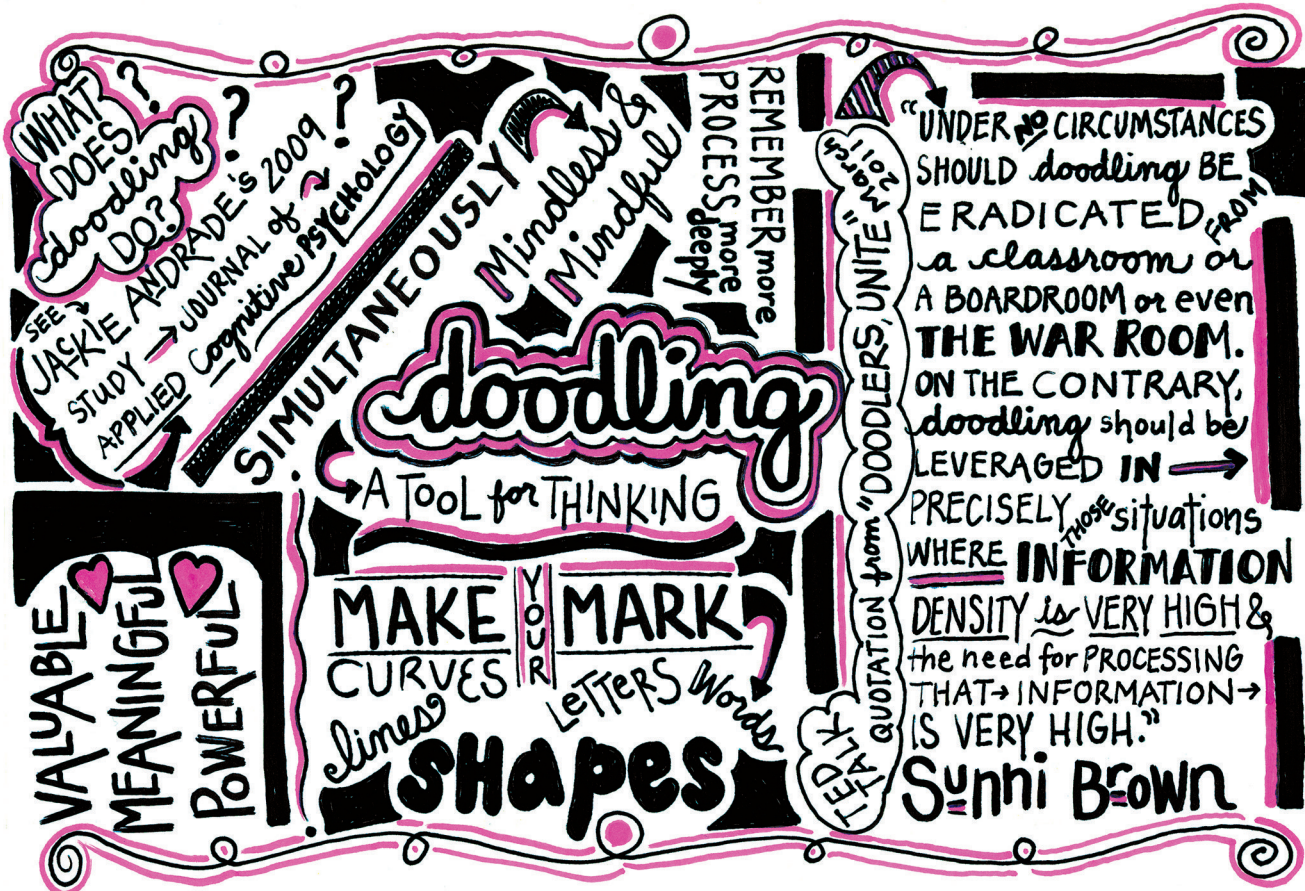 WHAT
DOES
doodling
DO?
? ? ?
SEE
JACKIE ANDRADE's 2009
STUDY → JOURNAL of
APPLIED Cognitive PSYCHOLOGY
SIMULTANEOUSLY
Mindless &
Mindful
REMEMBER more
PROCESS more
deeply
doodling
A TOOL for THINKING
MAKE YOUR MARK
CURVES
lines
LETTERS Words
SHAPES
VALUABLE
MEANINGFUL
POWERFUL
TED TALK
QUOTATION from "DOODLERS, UNITE" March 2011
"UNDER NO CIRCUMSTANCES
SHOULD doodling BE
ERADICATED FROM
a classroom or
A BOARDROOM or even
THE WAR ROOM.
ON THE CONTRARY,
doodling should be
LEVERAGED IN →
PRECISELY THOSE situations
WHERE INFORMATION
DENSITY is VERY HIGH &
the need for PROCESSING
THAT → INFORMATION →
IS VERY HIGH."
Sunni Brown